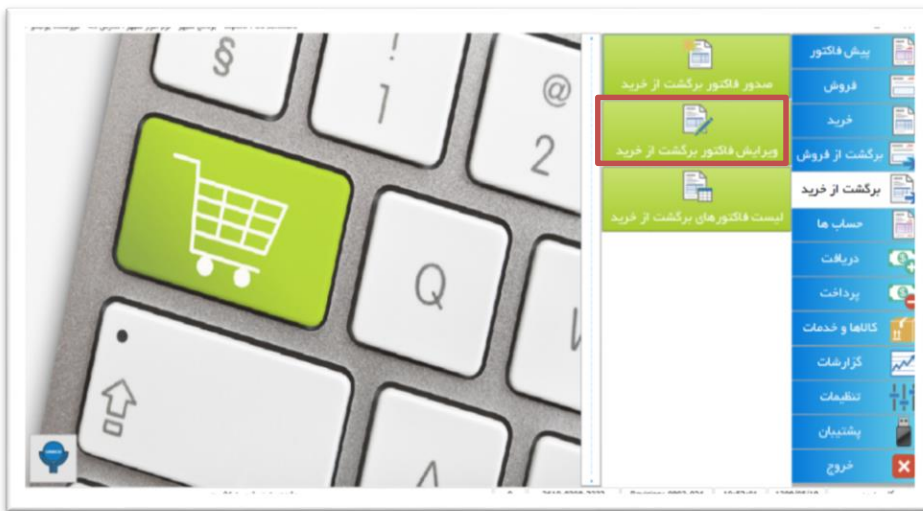 پیش فاکتور
فروش
خرید
برگشت از فروش
برگشت از خرید
حساب ها
دریافت
پرداخت
کالاها و خدمات
گزارشات
تنظیمات
پشتیبان
خروج
صدور فاکتور برگشت از خرید
ویرایش فاکتور برگشت از خرید
لیست فاکتورهای برگشت از خرید
§
!
1
@
2
Q